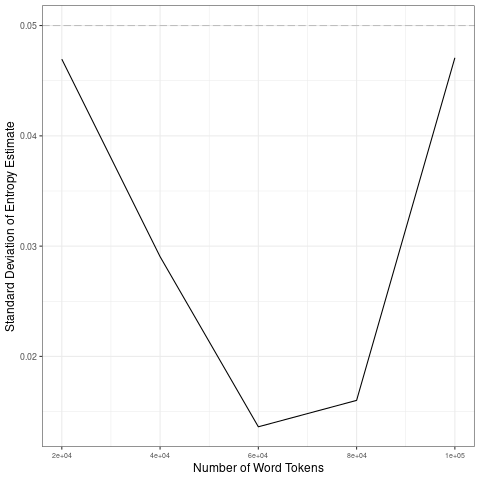 Standard Deviation of Entropy Estimate
0.05
0.04
0.03
0.02
2e+04 4e+04 6e+04 8e+04 1e+05
Number of Word Tokens